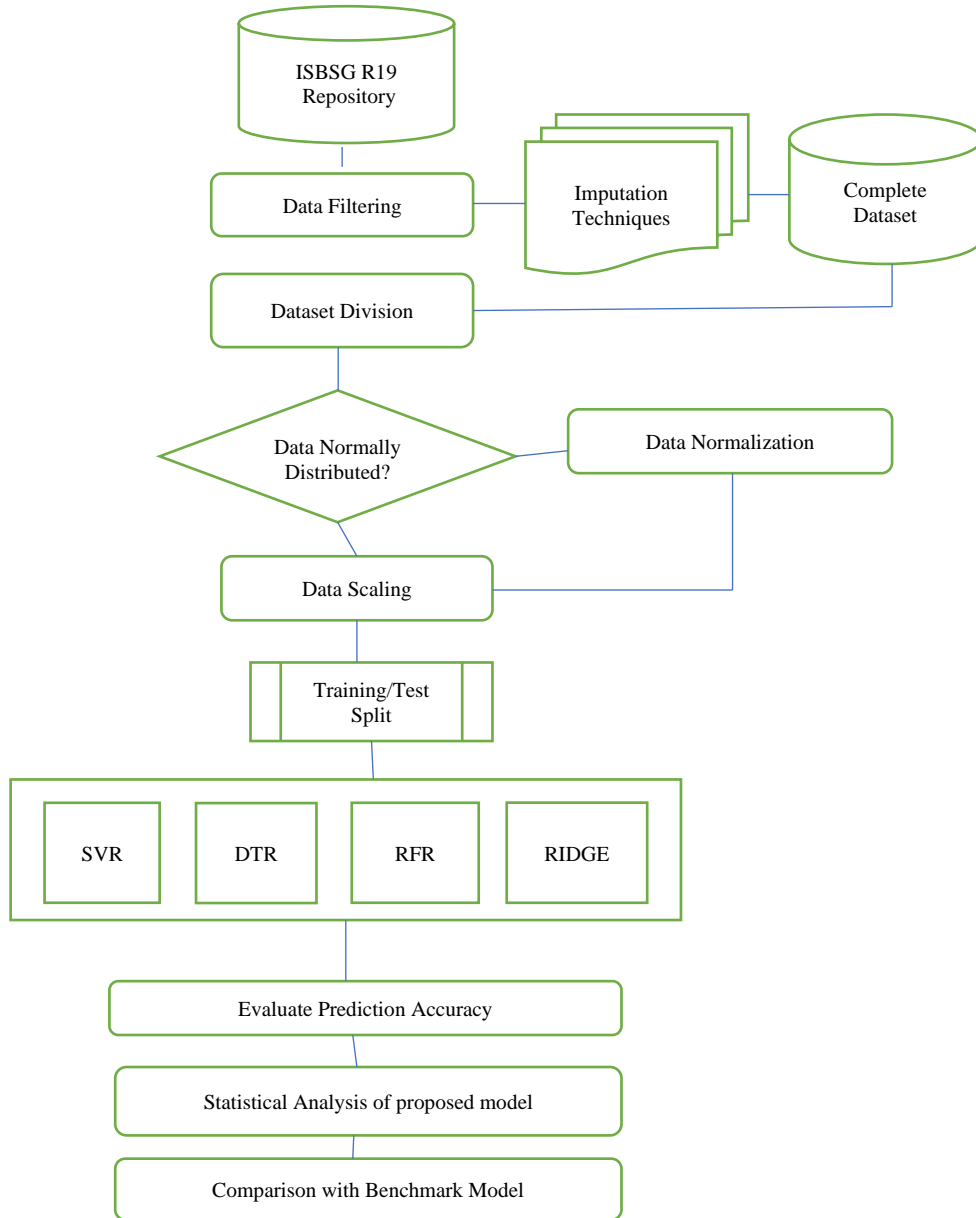 ISBSG R19
Repository
Data Filtering
Imputation
Techniques
Complete
Dataset
Dataset Division
Data Normally
Distributed?
Data Normalization
Data Scaling
Training/Test
Split
SVR
DTR
RFR
RIDGE
Evaluate Prediction Accuracy
Statistical Analysis of proposed model
Comparison with Benchmark Model